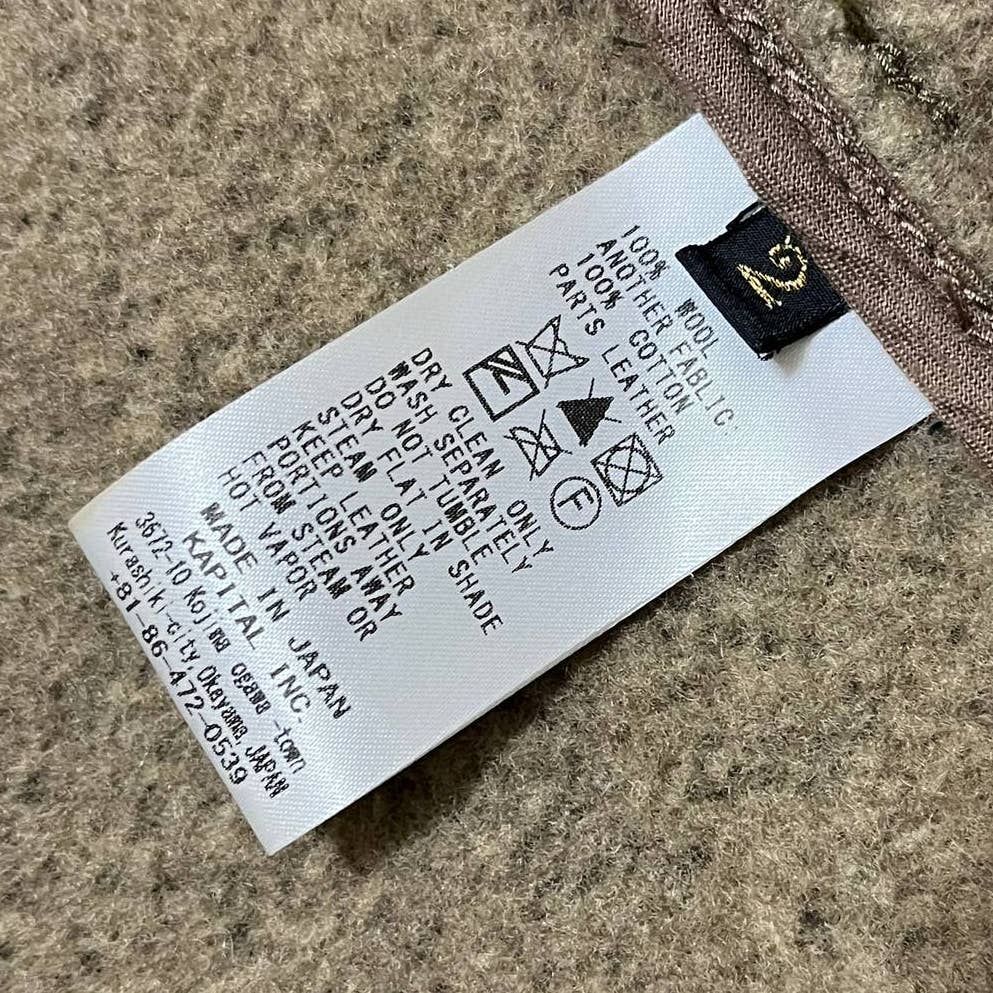 100% WOOL
ANOTHER FABLIC.
100% COTTON
PARTS LEATHER
F
DRY CLEAN ONLY
WASH SEPARATELY
DO NOT TUMBLE
DRY FLAT IN SHADE
STEAM ONLY
KEEP LEATHER
PORTIONS AWAY
FROM STEAM OR
HOT VAPOR
MADE IN JAPAN
KAPITAL INC.
3672-10 Kojima ogawa -town
Kurashiki-city, Okayama, JAPAN
+81-86-472-0539
2